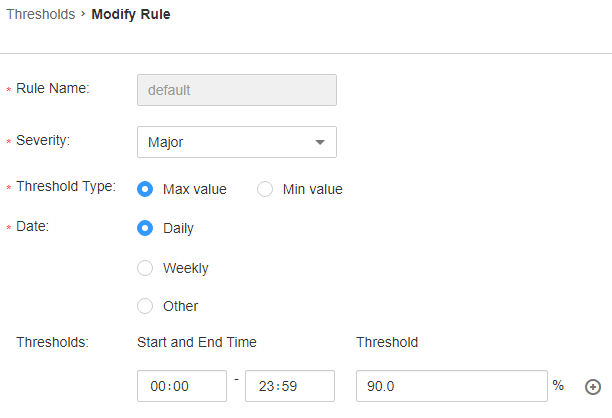 Thresholds › Modify Rule
* Rule Name: default
* Severity: Major
* Threshold Type: Max value Min value
* Date: Daily
Weekly
Other
Thresholds: Start and End Time Threshold
00:00 - 23:59 90.0 %